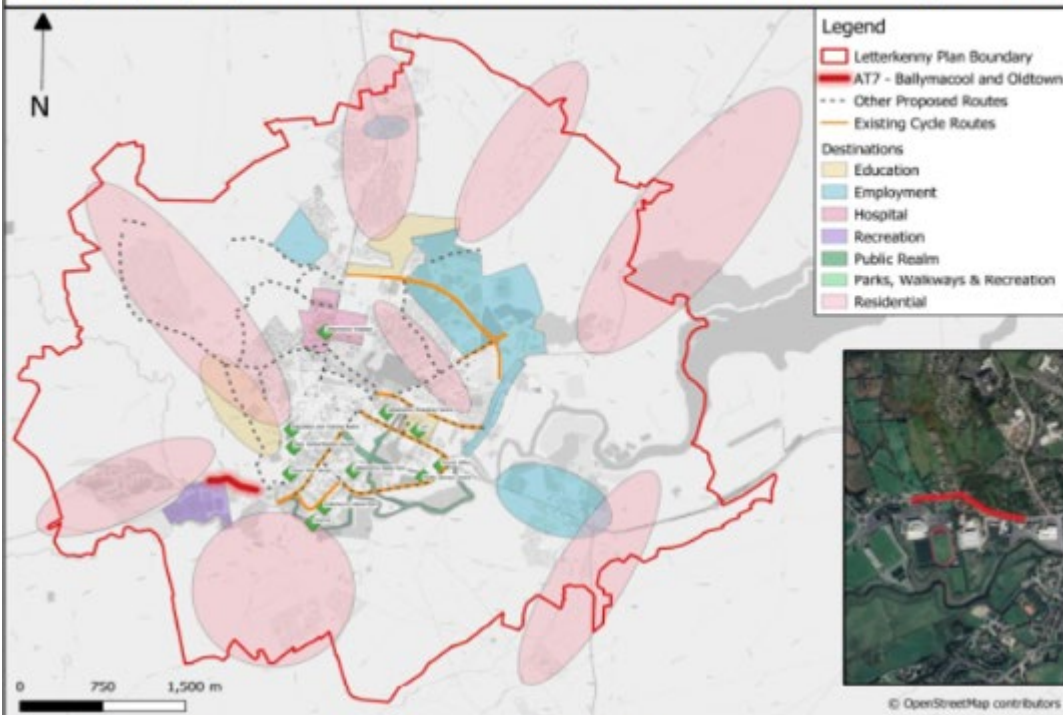 Legend
Letterkenny Plan Boundary
AT7 - Ballymacool and Oldtown
Other Proposed Routes
Existing Cycle Routes
Destinations
Education
Employment
Hospital
Recreation
Public Realm
Parks, Walkways & Recreation
Residential
N
0 750 1,500 m
© OpenStreetMap contributors